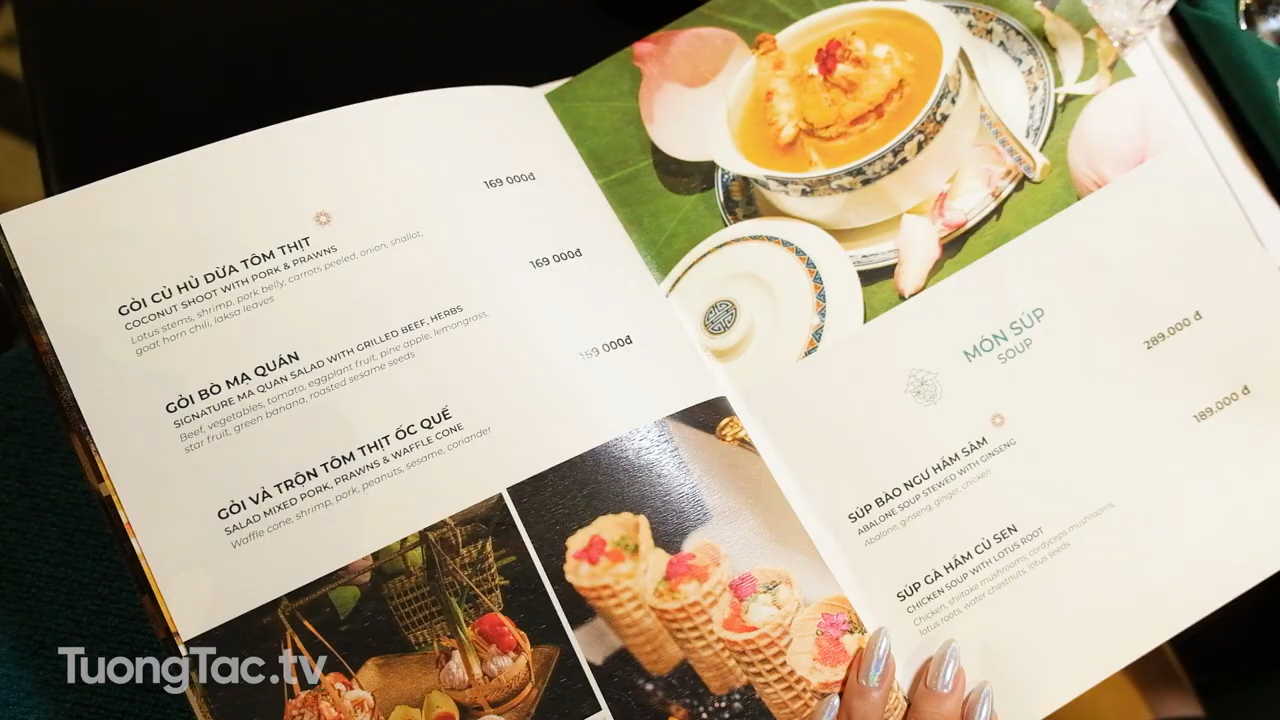 GỎI CỦ HỦ DỪA TÔM THỊT
169 000đ
COCONUT SHOOT WITH PORK & PRAWNS
Lotus stems, shrimp, pork belly, carrots peeled, onion, shallot,
goat horn chili, laksa leaves
GỎI BÒ MẠ QUÁN
169 000đ
SIGNATURE MA QUAN SALAD WITH GRILLED BEEF, HERBS
Beef, vegetables, tomato, eggplant fruit, pine apple, lemongrass,
star fruit, green banana, roasted sesame seeds
GỎI VẢ TRỘN TÔM THỊT ỐC QUẾ
169 000đ
SALAD MIXED PORK, PRAWNS & WAFFLE CONE
Waffle cone, shrimp, pork, peanuts, sesame, coriander
MÓN SÚP
SOUP
SÚP BÀO NGƯ HẦM SÂM
289.000 đ
ABALONE SOUP STEWED WITH GINSENG
Abalone, ginseng, ginger, chicken
SÚP GÀ HẦM CỦ SEN
189.000 đ
CHICKEN SOUP WITH LOTUS ROOT
Chicken, shiitake mushrooms, cordyceps mushrooms,
lotus roots, water chestnuts, lotus seeds
TuongTac.tv